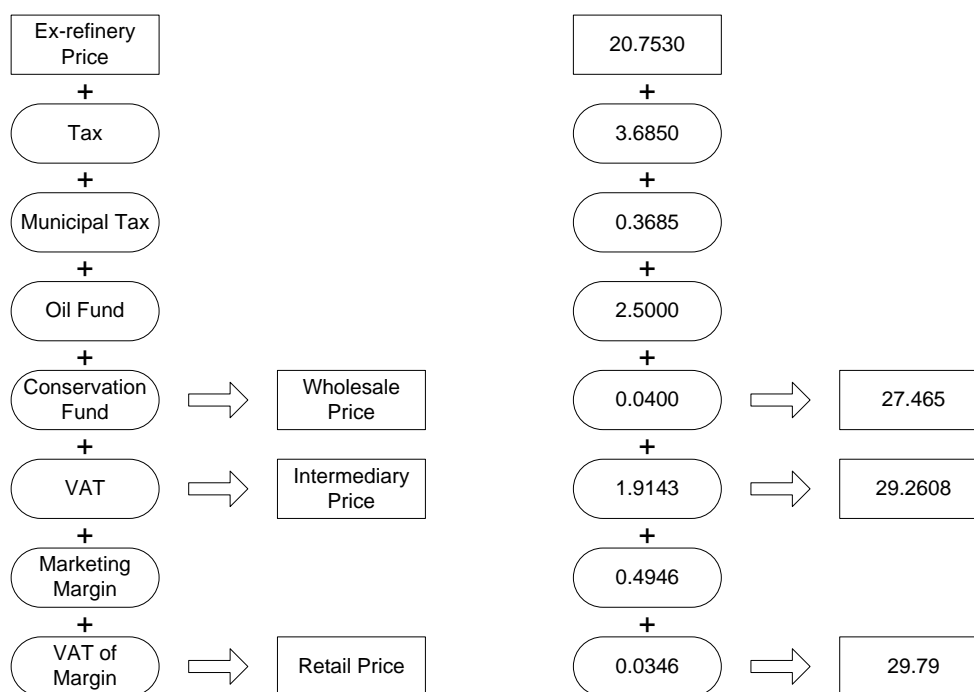 Ex-refinery
Price
+
Tax
+
Municipal Tax
+
Oil Fund
+
Conservation
Fund
Wholesale
Price
+
VAT
Intermediary
Price
+
Marketing
Margin
+
VAT of
Margin
Retail Price
20.7530
+
3.6850
+
0.3685
+
2.5000
+
0.0400
27.465
+
1.9143
29.2608
+
0.4946
+
0.0346
29.79